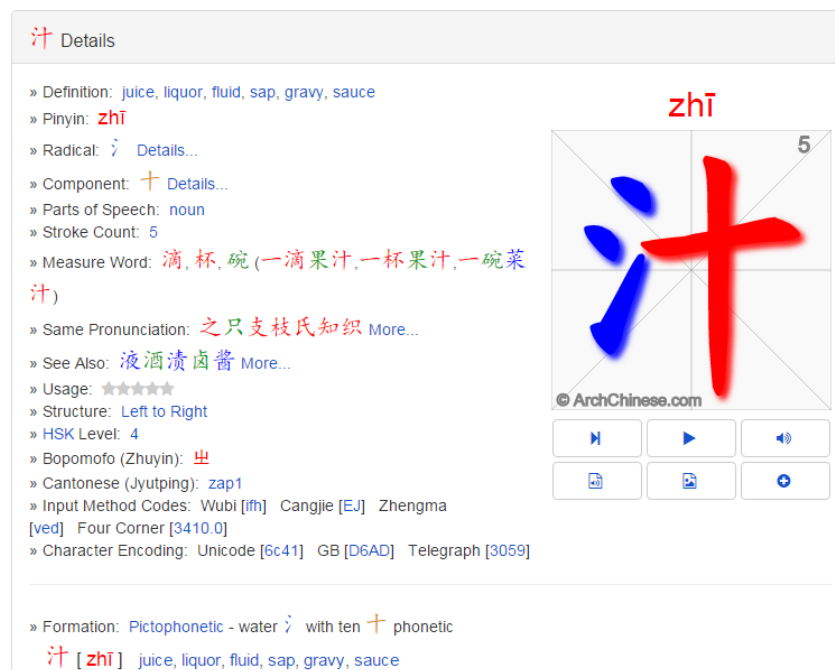 汁 Details
» Definition: juice, liquor, fluid, sap, gravy, sauce
» Pinyin: zhī
» Radical: 氵 Details...
» Component: 十 Details...
» Parts of Speech: noun
» Stroke Count: 5
» Measure Word: 滴, 杯, 碗 (一滴果汁,一杯果汁,一碗菜
汁)
» Same Pronunciation: 之只支枝氏知织 More...
» See Also: 液酒渍卤酱 More...
» Usage:
» Structure: Left to Right
» HSK Level: 4
» Bopomofo (Zhuyin): ㄓ
» Cantonese (Jyutping): zap1
» Input Method Codes: Wubi [ifh] Cangjie [EJ] Zhengma
[ved] Four Corner [3410.0]
» Character Encoding: Unicode [6c41] GB [D6AD] Telegraph [3059]
zhī
5
汁
© ArchChinese.com
» Formation: Pictophonetic - water 氵 with ten 十 phonetic
汁 [ zhī ] juice, liquor, fluid, sap, gravy, sauce